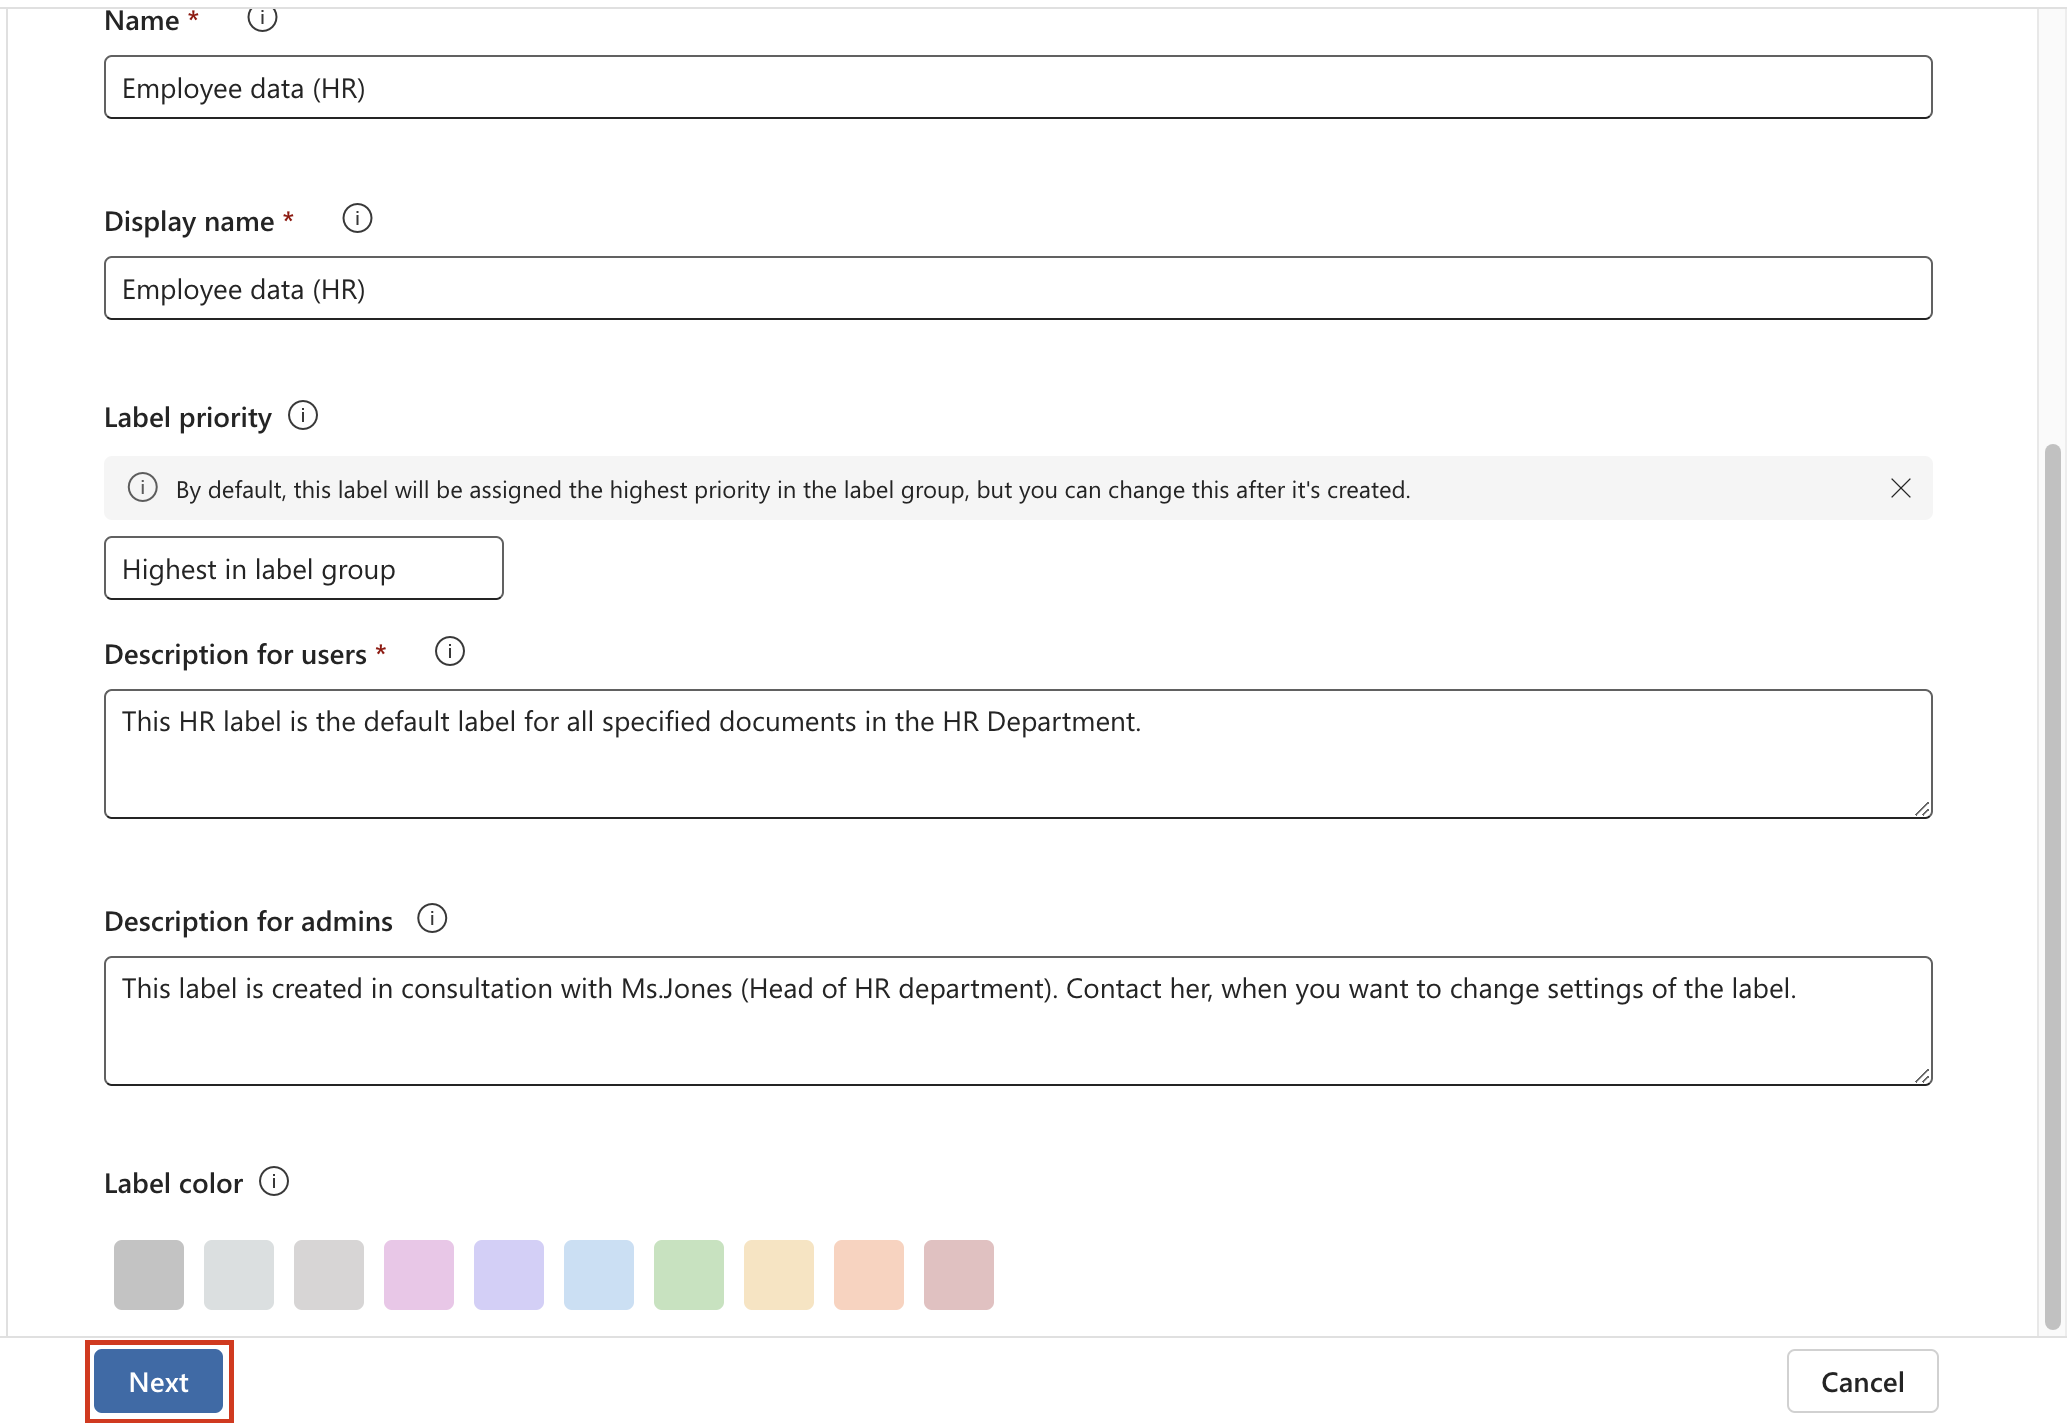 Name *
Employee data (HR)
Display name *
Employee data (HR)
Label priority
By default, this label will be assigned the highest priority in the label group, but you can change this after it's created.
Highest in label group
Description for users *
This HR label is the default label for all specified documents in the HR Department.
Description for admins
This label is created in consultation with Ms.Jones (Head of HR department). Contact her, when you want to change settings of the label.
Label color
Next
Cancel